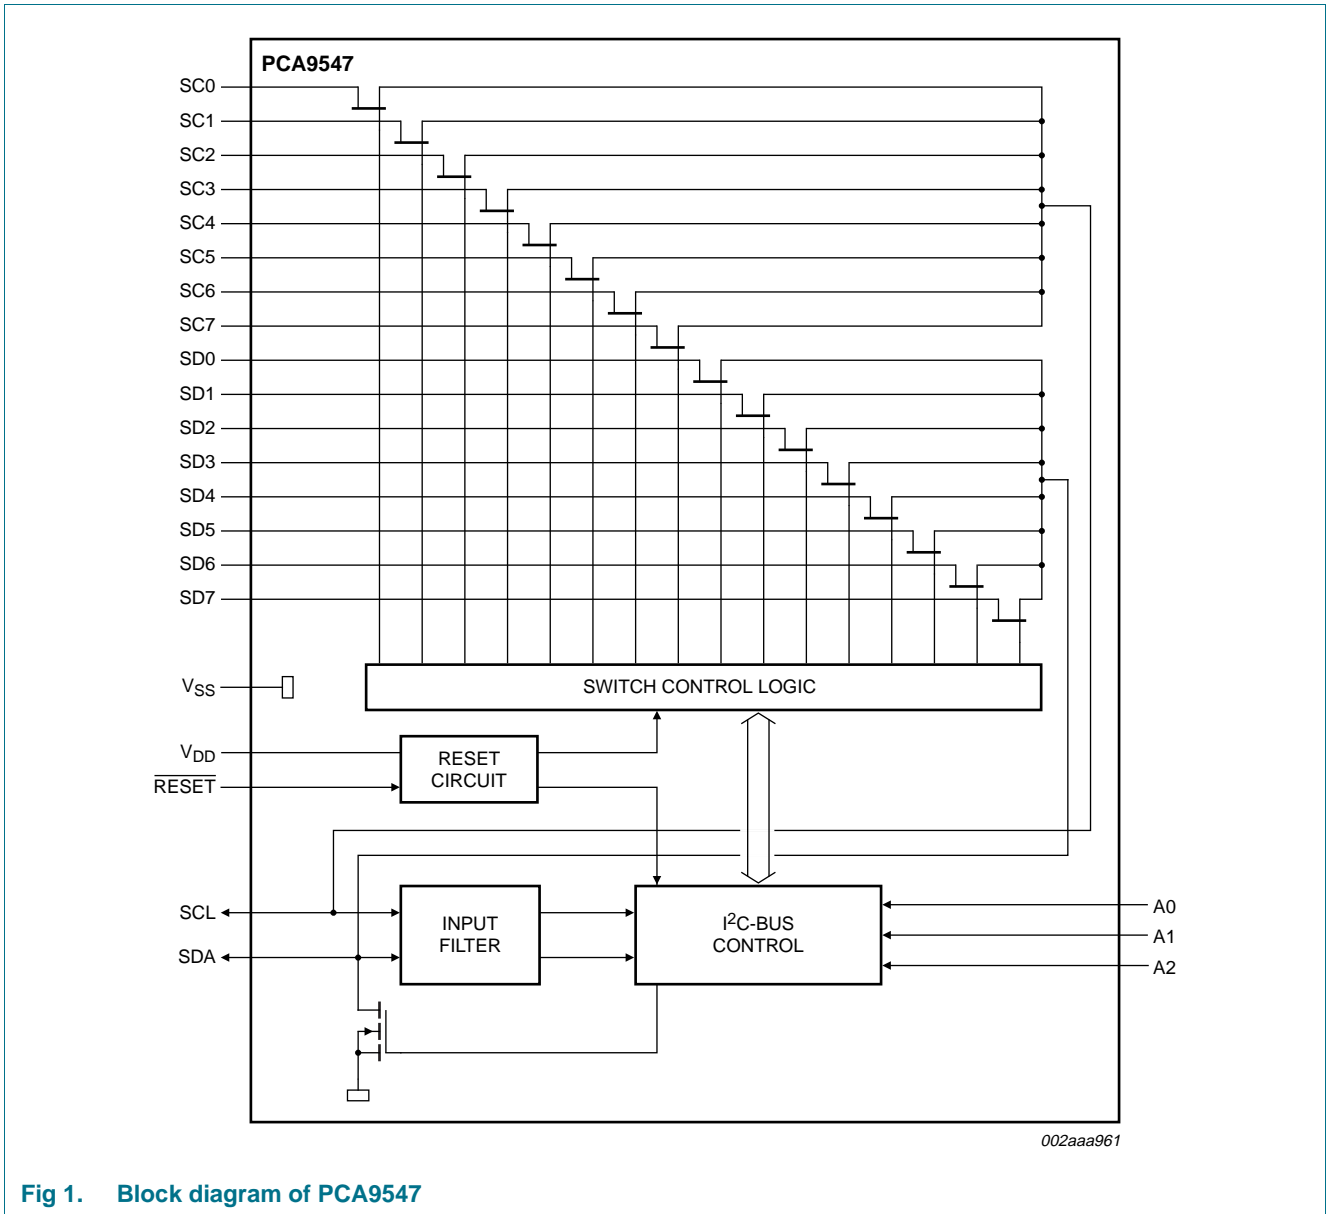 PCA9547
SC0
SC1
SC2
SC3
SC4
SC5
SC6
SC7
SD0
SD1
SD2
SD3
SD4
SD5
SD6
SD7
VSS
SWITCH CONTROL LOGIC
VDD
RESET
RESET
CIRCUIT
SCL
SDA
INPUT
FILTER
I2C-BUS
CONTROL
A0
A1
A2
002aaa961
Fig 1. Block diagram of PCA9547